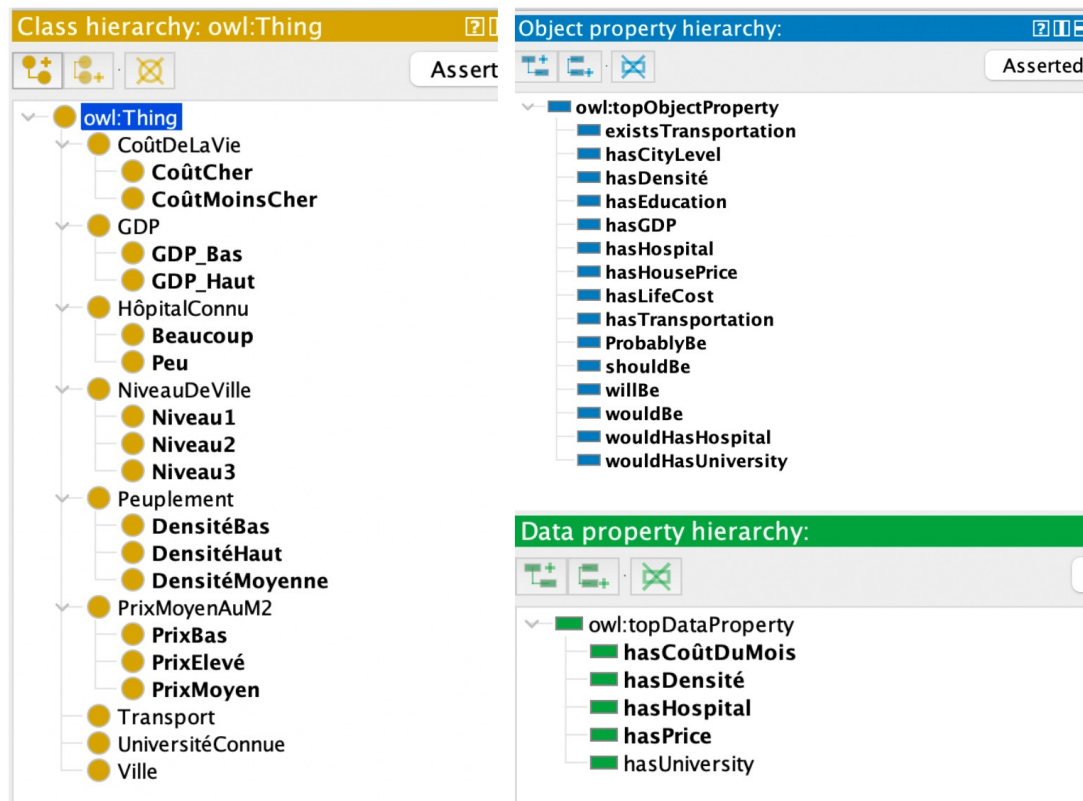 Class hierarchy: owl:Thing
Assert
owl:Thing
CoûtDeLaVie
CoûtCher
CoûtMoinsCher
GDP
GDP_Bas
GDP_Haut
HôpitalConnu
Beaucoup
Peu
NiveauDeVille
Niveau1
Niveau2
Niveau3
Peuplement
DensitéBas
DensitéHaut
DensitéMoyenne
PrixMoyenAuM2
PrixBas
PrixElevé
PrixMoyen
Transport
UniversitéConnue
Ville
Object property hierarchy:
Asserted
owl:topObjectProperty
existsTransportation
hasCityLevel
hasDensité
hasEducation
hasGDP
hasHospital
hasHousePrice
hasLifeCost
hasTransportation
ProbablyBe
shouldBe
willBe
wouldBe
wouldHasHospital
wouldHasUniversity
Data property hierarchy:
owl:topDataProperty
hasCoûtDuMois
hasDensité
hasHospital
hasPrice
hasUniversity